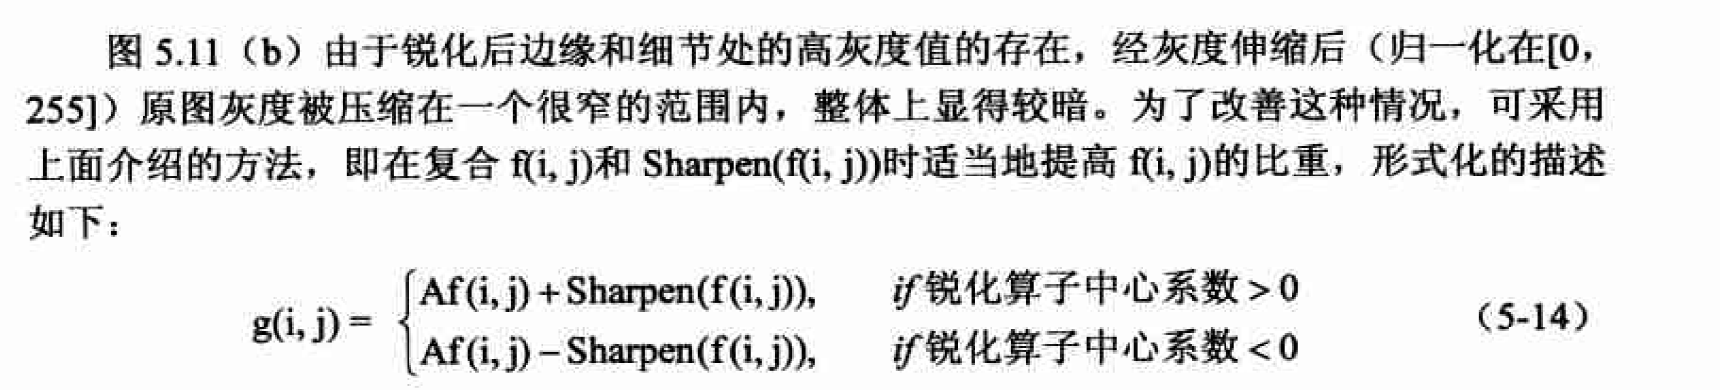 图 5.11（b）由于锐化后边缘和细节处的高灰度值的存在，经灰度伸缩后（归一化在[0，
255]）原图灰度被压缩在一个很窄的范围内，整体上显得较暗。为了改善这种情况，可采用
上面介绍的方法，即在复合 f(i, j)和 Sharpen(f(i, j))时适当地提高 f(i, j)的比重，形式化的描述
如下：
g(i, j) = { Af(i, j) + Sharpen(f(i, j)), if 锐化算子中心系数 > 0
Af(i, j) − Sharpen(f(i, j)), if 锐化算子中心系数 < 0 （5-14）